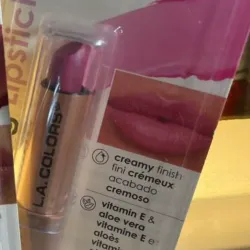 Lipstick
L.A. COLORS
creamy finish
fini crémeux
acabado
cremoso
vitamin E &
aloe vera
vitamine E et
aloès